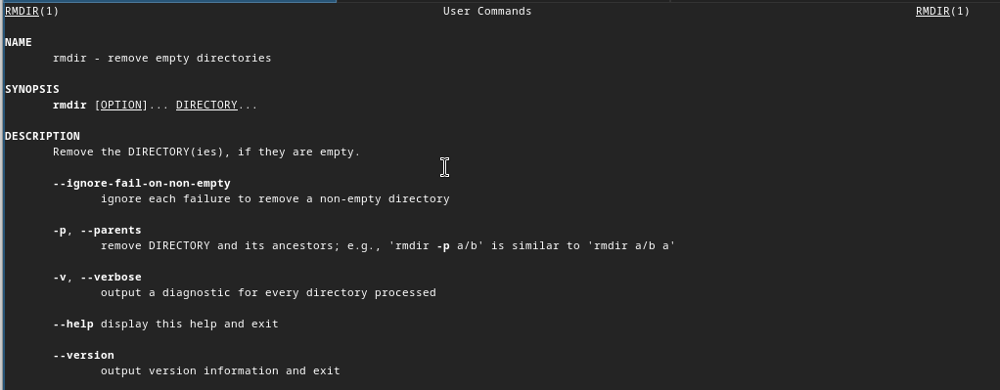 RMDIR(1) User Commands RMDIR(1)
NAME
rmdir - remove empty directories
SYNOPSIS
rmdir [OPTION]... DIRECTORY...
DESCRIPTION
Remove the DIRECTORY(ies), if they are empty.
--ignore-fail-on-non-empty
ignore each failure to remove a non-empty directory
-p, --parents
remove DIRECTORY and its ancestors; e.g., 'rmdir -p a/b' is similar to 'rmdir a/b a'
-v, --verbose
output a diagnostic for every directory processed
--help display this help and exit
--version
output version information and exit